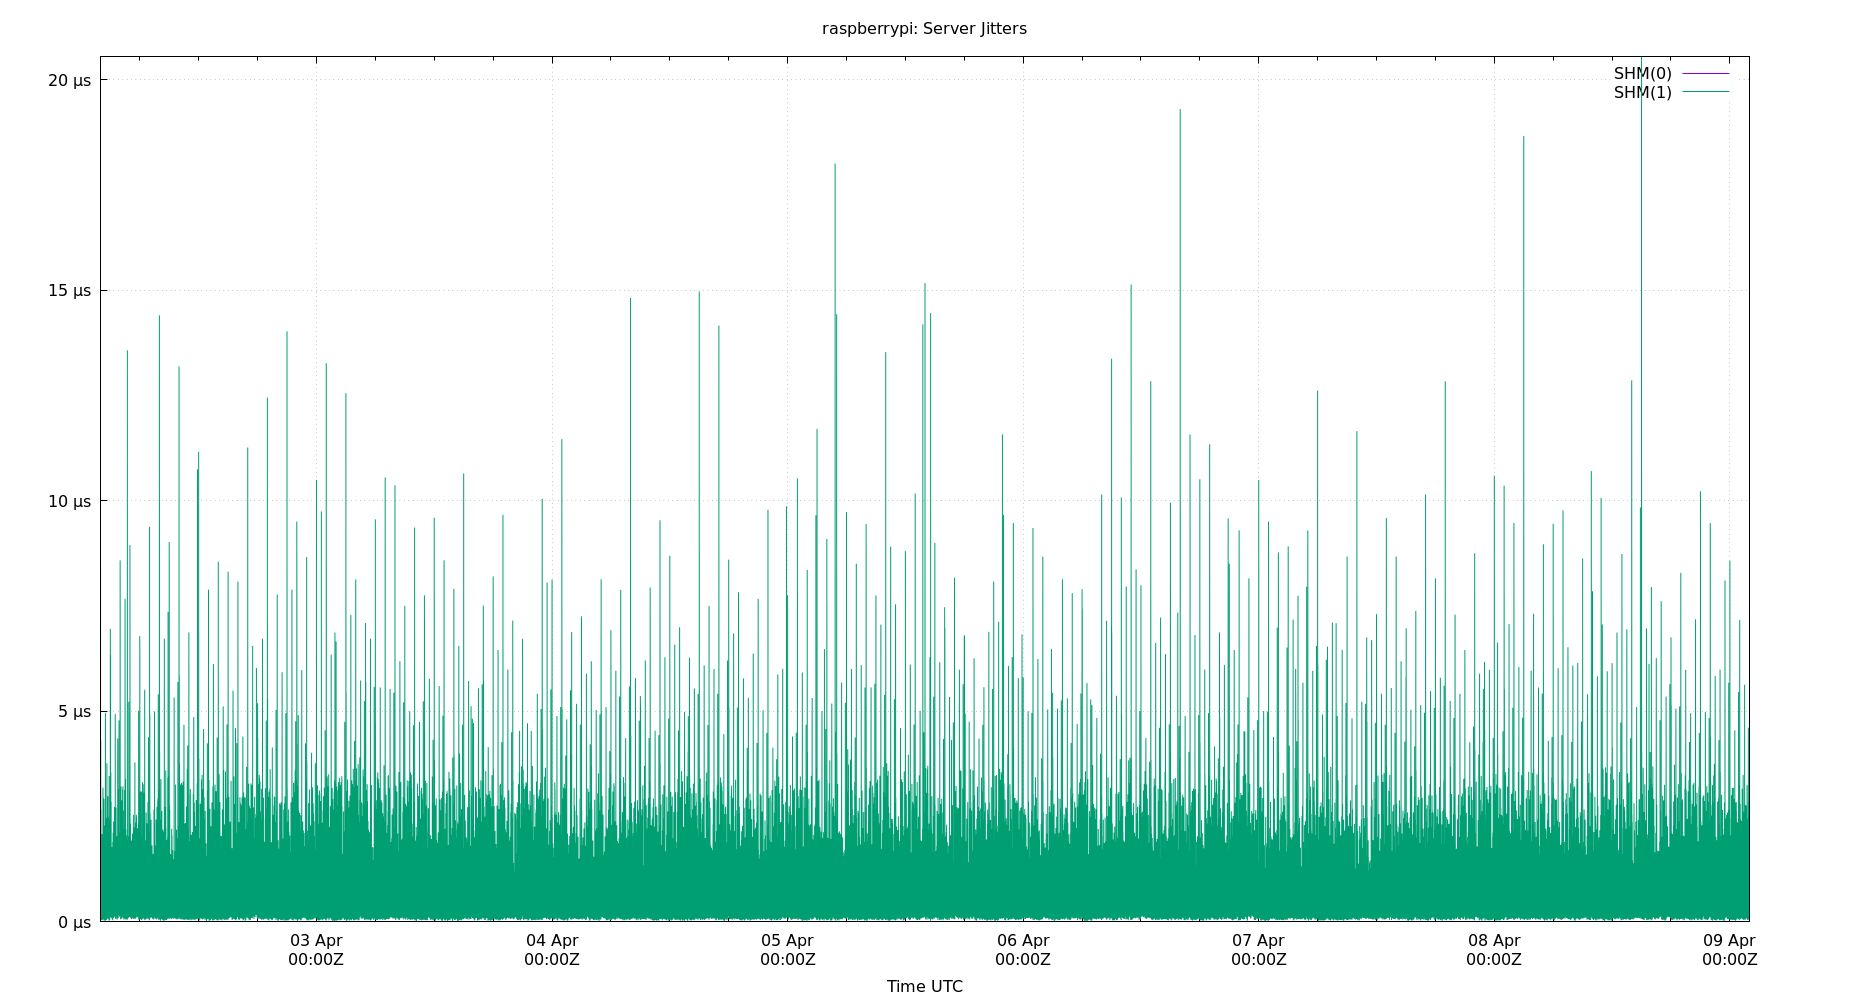 raspberrypi: Server Jitters
20 µs
15 µs
10 µs
5 µs
0 µs
SHM(0)
SHM(1)
03 Apr
00:00Z
04 Apr
00:00Z
05 Apr
00:00Z
06 Apr
00:00Z
07 Apr
00:00Z
08 Apr
00:00Z
09 Apr
00:00Z
Time UTC